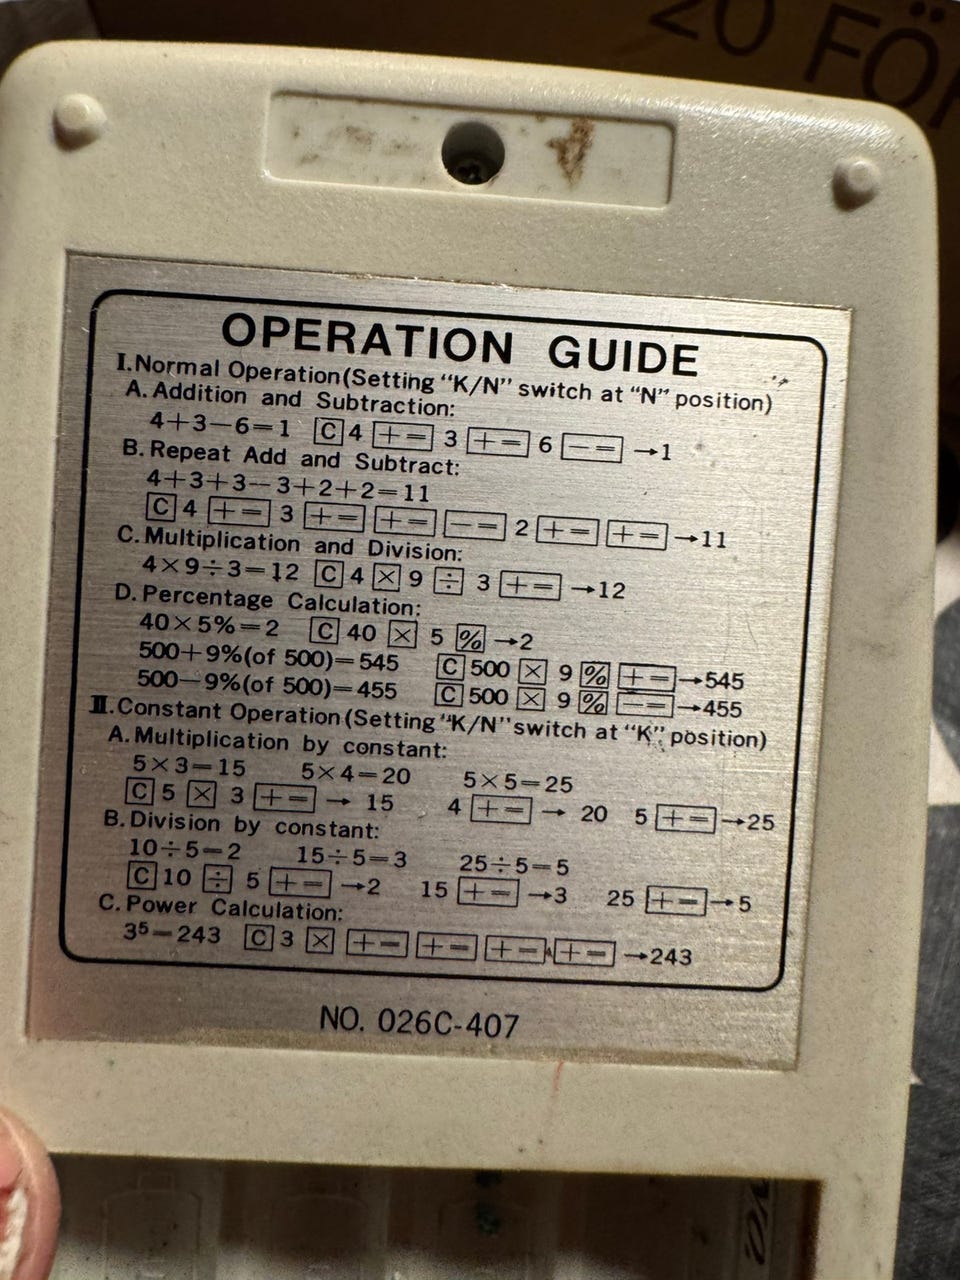 20 FÖ
OPERATION GUIDE
I. Normal Operation (Setting "K/N" switch at "N" position)
A. Addition and Subtraction:
4+3−6=1 [C] 4 [+=] 3 [+=] 6 [−=] →1
B. Repeat Add and Subtract:
4+3+3−3+2+2=11
[C] 4 [+=] 3 [+=] [+=] [−=] 2 [+=] [+=] →11
C. Multiplication and Division:
4×9÷3=12 [C] 4 [×] 9 [÷] 3 [+=] →12
D. Percentage Calculation:
40×5%=2 [C] 40 [×] 5 [%] →2
500+9%(of 500)=545 [C] 500 [×] 9 [%] [+=] →545
500−9%(of 500)=455 [C] 500 [×] 9 [%] [−=] →455
II. Constant Operation (Setting "K/N" switch at "K" position)
A. Multiplication by constant:
5×3=15 5×4=20 5×5=25
[C] 5 [×] 3 [+=] → 15 4 [+=] → 20 5 [+=] →25
B. Division by constant:
10÷5=2 15÷5=3 25÷5=5
[C] 10 [÷] 5 [+=] →2 15 [+=] →3 25 [+=] →5
C. Power Calculation:
3⁵=243 [C] 3 [×] [+=] [+=] [+=] [+=] →243
NO. 026C-407